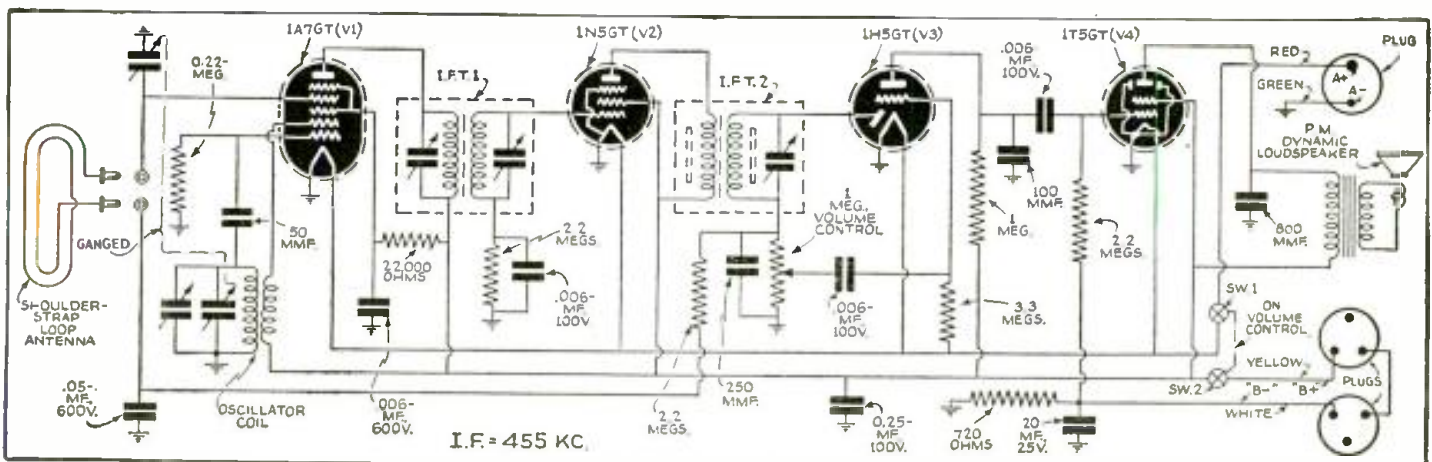 1A7GT(V1)
1N5GT(V2)
1H5GT(V3)
1T5GT(V4)
PLUG
0.22-
MEG.
I.F.T.1
I.F.T.2
.006-
MF.
100V.
RED
GREEN
A+
A-
P.M.
DYNAMIC
LOUDSPEAKER
GANGED
50
MMF.
22,000
OHMS
2.2
MEGS.
.006-
MF.
100V.
1
MEG.,
VOLUME
CONTROL
100
MMF.
1
MEG.
2.2
MEGS.
800
MMF.
SHOULDER-
STRAP
LOOP
ANTENNA
.006-
MF.
100V.
3.3
MEGS.
SW.1
ON
VOLUME
CONTROL
.05-
MF.,
600V.
OSCILLATOR
COIL
.006-
MF.,
600V.
2.2
MEGS.
250
MMF.
0.25-
MF.
100V.
720
OHMS
20
MF.,
25V.
SW.2
YELLOW
"B-" "B+"
WHITE
PLUGS
I.F.= 455 KC.